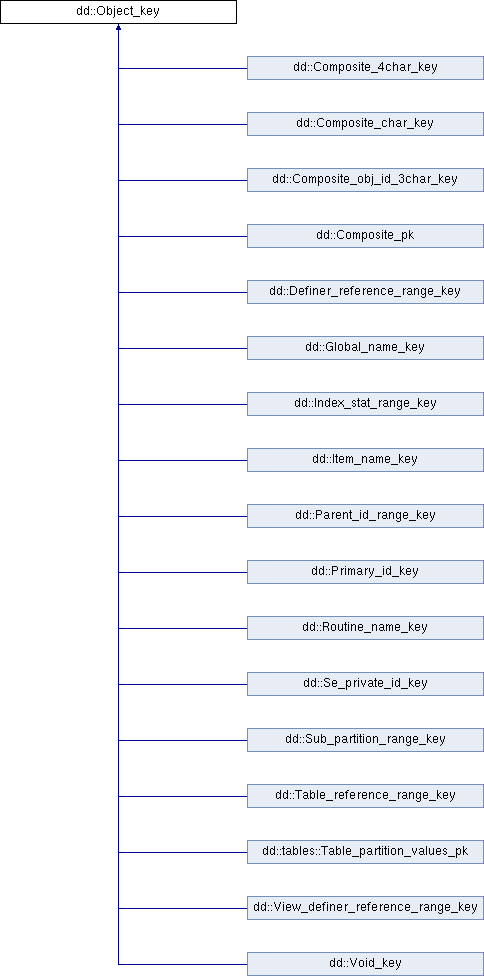 dd::Object_key
dd::Composite_4char_key
dd::Composite_char_key
dd::Composite_obj_id_3char_key
dd::Composite_pk
dd::Definer_reference_range_key
dd::Global_name_key
dd::Index_stat_range_key
dd::Item_name_key
dd::Parent_id_range_key
dd::Primary_id_key
dd::Routine_name_key
dd::Se_private_id_key
dd::Sub_partition_range_key
dd::Table_reference_range_key
dd::tables::Table_partition_values_pk
dd::View_definer_reference_range_key
dd::Void_key